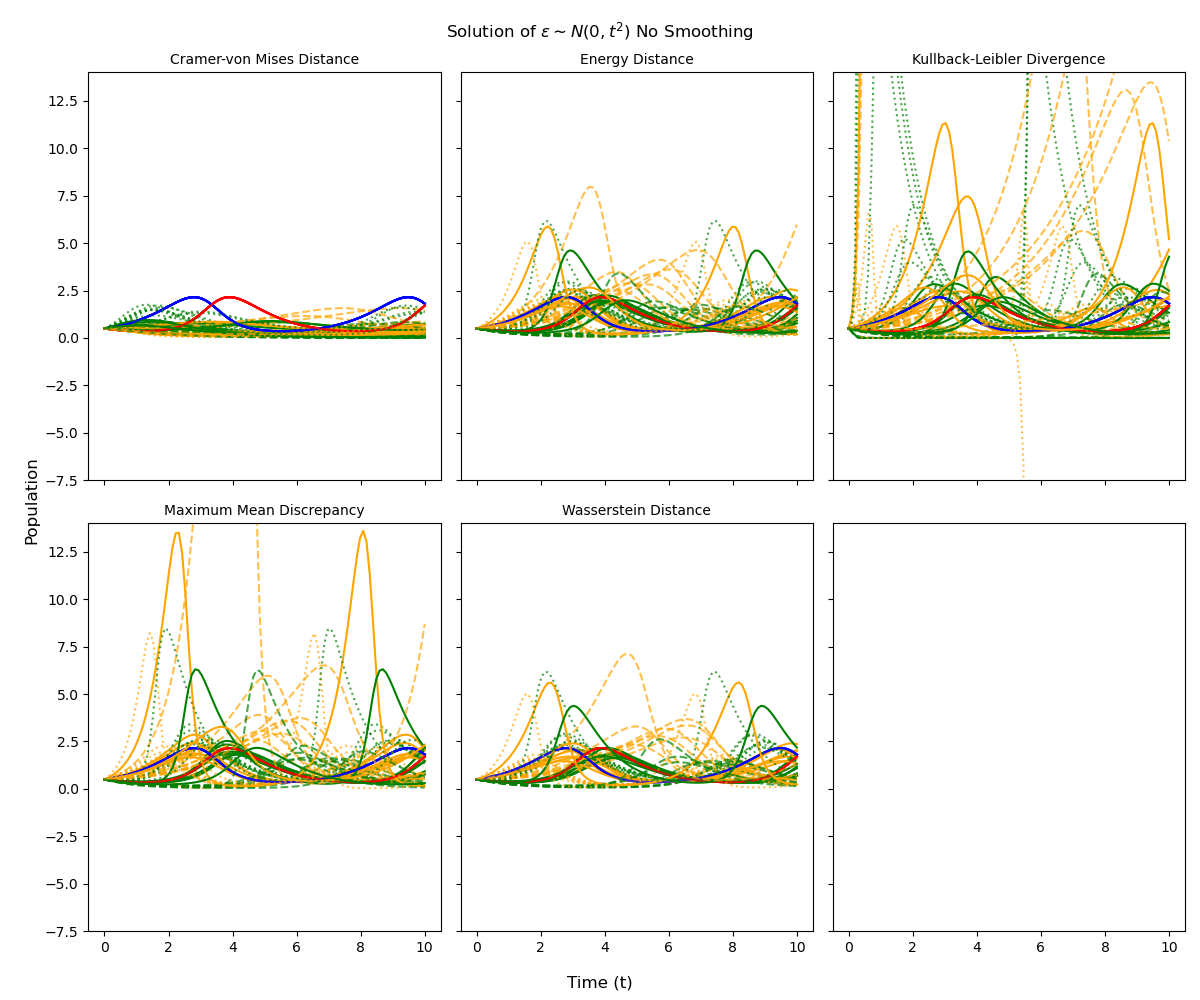 Solution of ε ~ N(0, t²) No Smoothing
Cramer-von Mises Distance
Energy Distance
Kullback-Leibler Divergence
12.5
10.0
7.5
5.0
2.5
0.0
−2.5
−5.0
−7.5
Population
Maximum Mean Discrepancy
Wasserstein Distance
12.5
10.0
7.5
5.0
2.5
0.0
−2.5
−5.0
−7.5
0 2 4 6 8 10
0 2 4 6 8 10
0 2 4 6 8 10
Time (t)